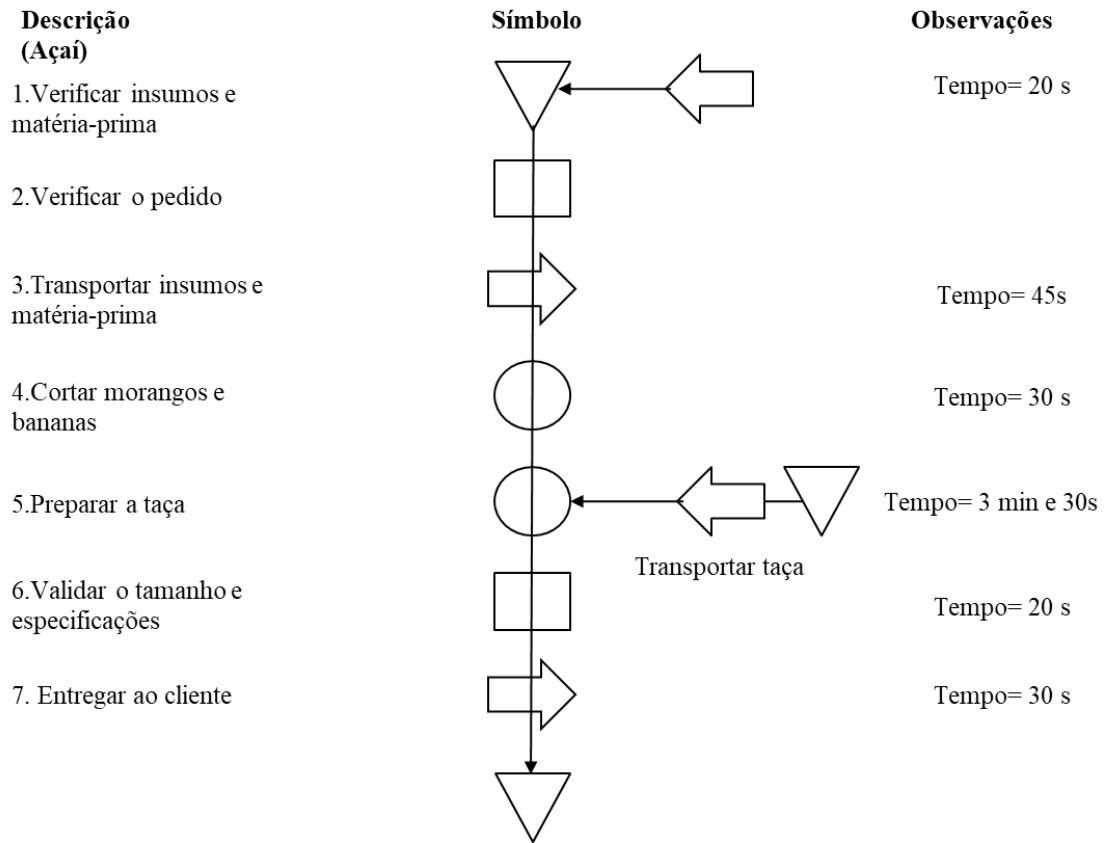 Descrição
(Açaí)
Símbolo
Observações
1.Verificar insumos e
matéria-prima
Tempo= 20 s
2.Verificar o pedido
3.Transportar insumos e
matéria-prima
Tempo= 45s
4.Cortar morangos e
bananas
Tempo= 30 s
5.Preparar a taça
Tempo= 3 min e 30s
Transportar taça
6.Validar o tamanho e
especificações
Tempo= 20 s
7. Entregar ao cliente
Tempo= 30 s